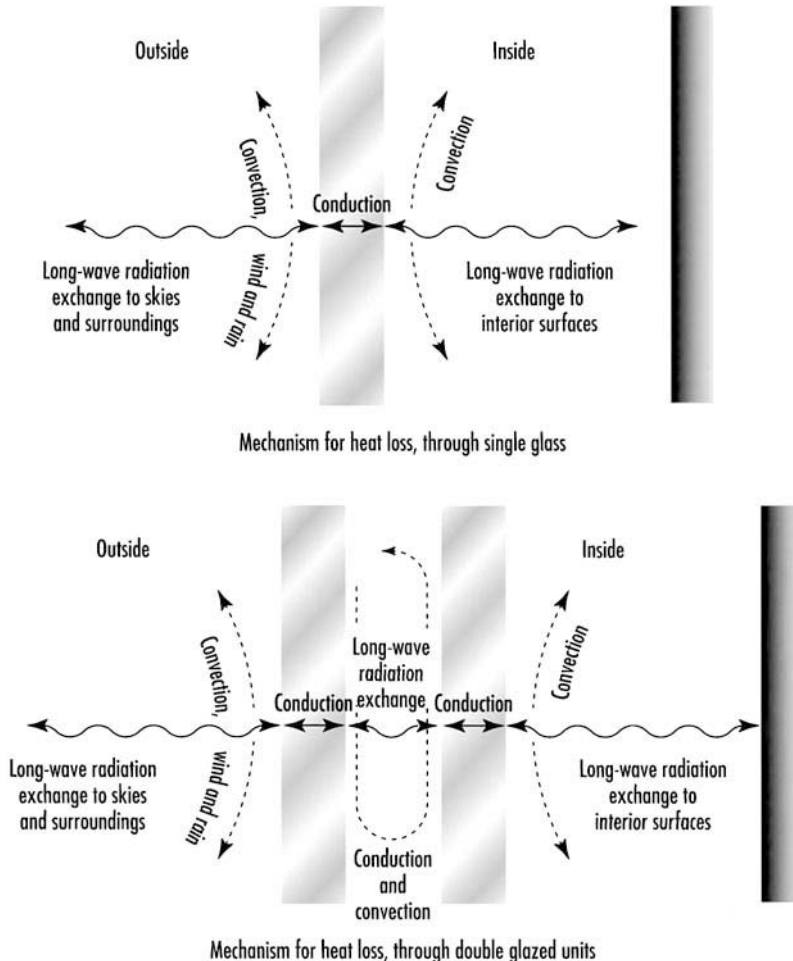 Outside
Inside
Convection,
wind and rain
Conduction
Convection
Long-wave radiation
exchange to skies
and surroundings
Long-wave radiation
exchange to
interior surfaces
Mechanism for heat loss, through single glass
Outside
Inside
Convection,
wind and rain
Conduction
Long-wave
radiation
exchange
Conduction
Convection
Long-wave radiation
exchange to skies
and surroundings
Conduction
and
convection
Long-wave radiation
exchange to
interior surfaces
Mechanism for heat loss, through double glazed units